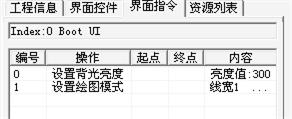 工程信息 界面控件 界面指令 资源列表
Index:0 Boot UI
编号 操作 起点 终点 内容
0 设置背光亮度 亮度值:300
1 设置绘图模式 线宽1 ...